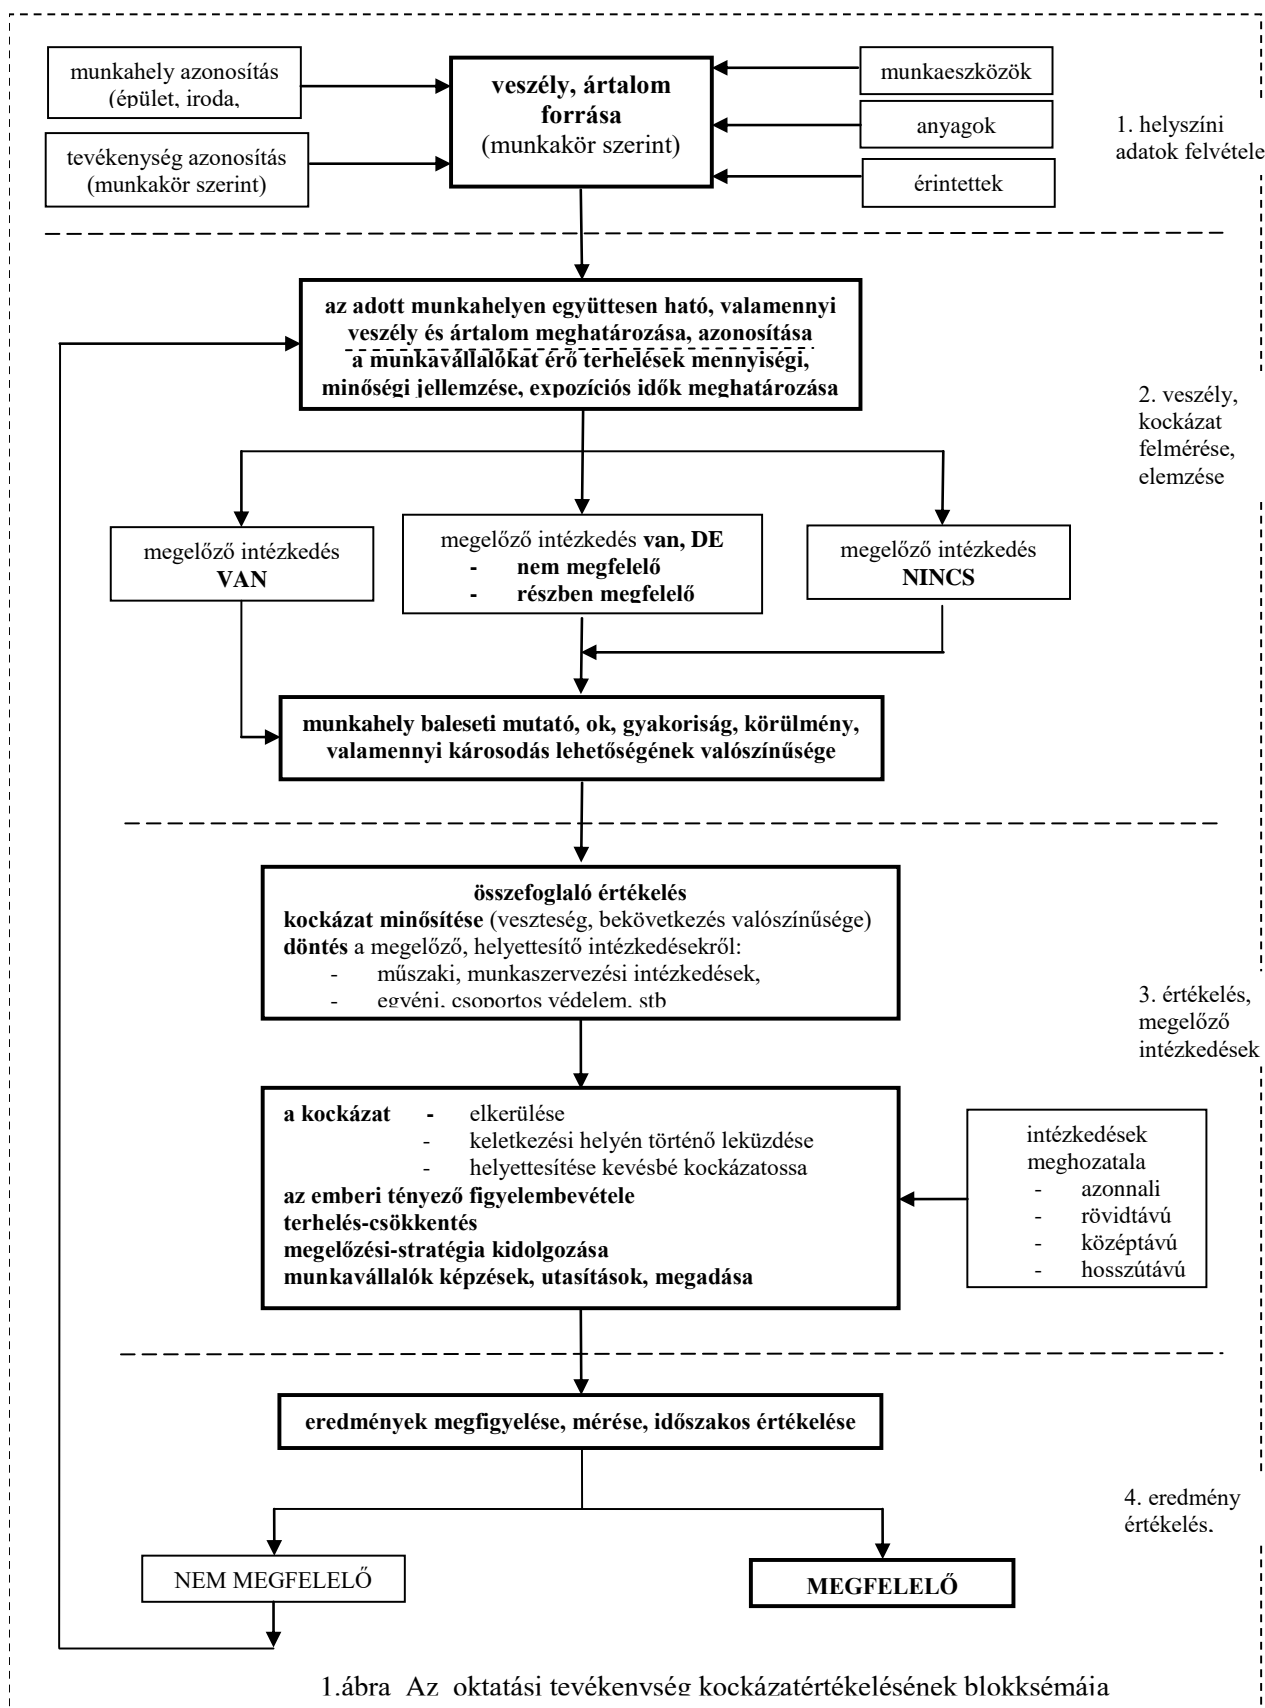 munkahely azonosítás
(épület, iroda,
tevékenység azonosítás
(munkakör szerint)
veszély, ártalom
forrása
(munkakör szerint)
munkaeszközök
anyagok
érintettek
1. helyszíni
adatok felvétele
az adott munkahelyen együttesen ható, valamennyi
veszély és ártalom meghatározása, azonosítása
a munkavállalókat érő terhelések mennyiségi,
minőségi jellemzése, expozíciós idők meghatározása
2. veszély,
kockázat
felmérése,
elemzése
megelőző intézkedés
VAN
megelőző intézkedés van, DE
- nem megfelelő
- részben megfelelő
megelőző intézkedés
NINCS
munkahely baleseti mutató, ok, gyakoriság, körülmény,
valamennyi károsodás lehetőségének valószínűsége
összefoglaló értékelés
kockázat minősítése (veszteség, bekövetkezés valószínűsége)
döntés a megelőző, helyettesítő intézkedésekről:
- műszaki, munkaszervezési intézkedések,
- egyéni, csoportos védelem, stb
3. értékelés,
megelőző
intézkedések
a kockázat - elkerülése
- keletkezési helyén történő leküzdése
- helyettesítése kevésbé kockázatossa
az emberi tényező figyelembevétele
terhelés-csökkentés
megelőzési-stratégia kidolgozása
munkavállalók képzések, utasítások, megadása
intézkedések
meghozatala
- azonnali
- rövidtávú
- középtávú
- hosszútávú
eredmények megfigyelése, mérése, időszakos értékelése
4. eredmény
értékelés,
NEM MEGFELELŐ
MEGFELELŐ
1.ábra Az oktatási tevékenység kockázatértékelésének blokksémája